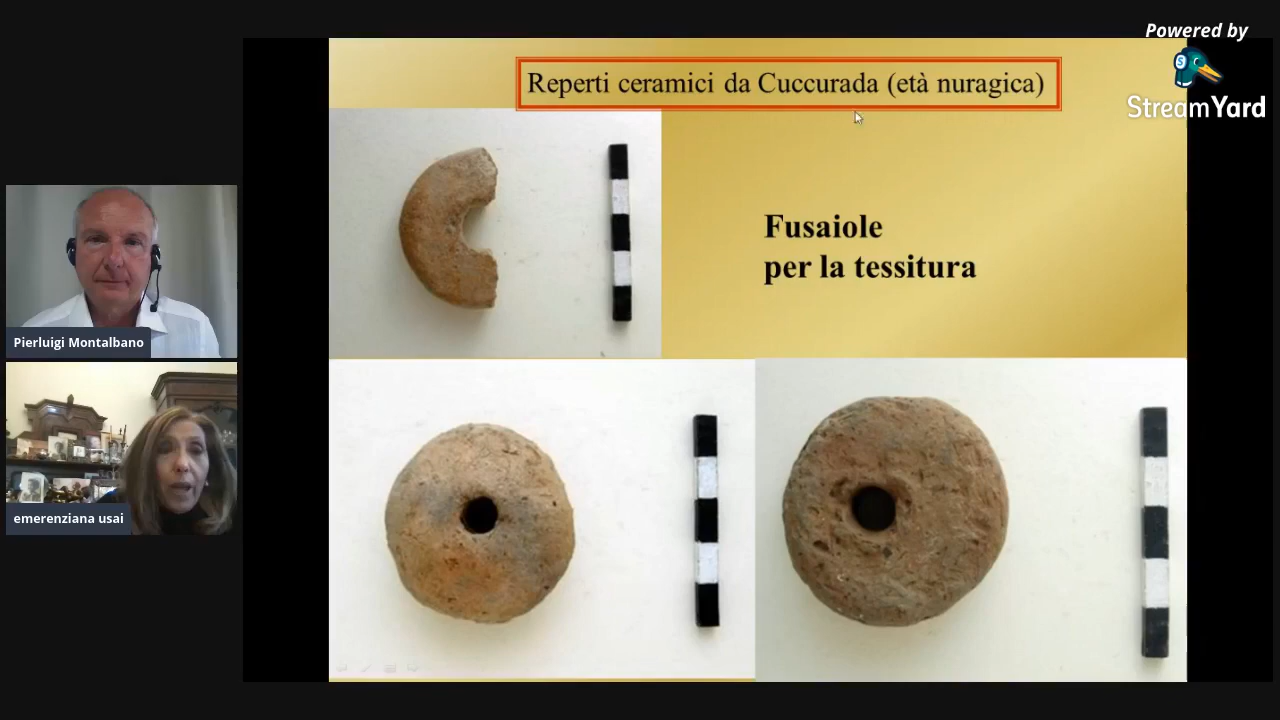 Powered by
StreamYard
Reperti ceramici da Cuccurada (età nuragica)
Fusaiole
per la tessitura
Pierluigi Montalbano
emerenziana usai